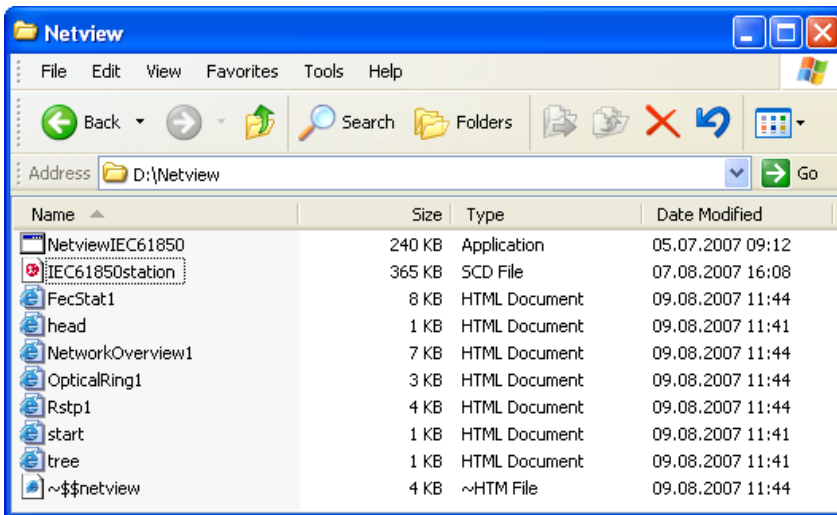 Netview
File Edit View Favorites Tools Help
Back Search Folders
Address D:\Netview Go
Name Size Type Date Modified
NetviewIEC61850 240 KB Application 05.07.2007 09:12
IEC61850station 365 KB SCD File 07.08.2007 16:08
FecStat1 8 KB HTML Document 09.08.2007 11:44
head 1 KB HTML Document 09.08.2007 11:41
NetworkOverview1 7 KB HTML Document 09.08.2007 11:44
OpticalRing1 3 KB HTML Document 09.08.2007 11:44
Rstp1 4 KB HTML Document 09.08.2007 11:44
start 1 KB HTML Document 09.08.2007 11:41
tree 1 KB HTML Document 09.08.2007 11:41
~$$netview 4 KB ~HTM File 09.08.2007 11:44